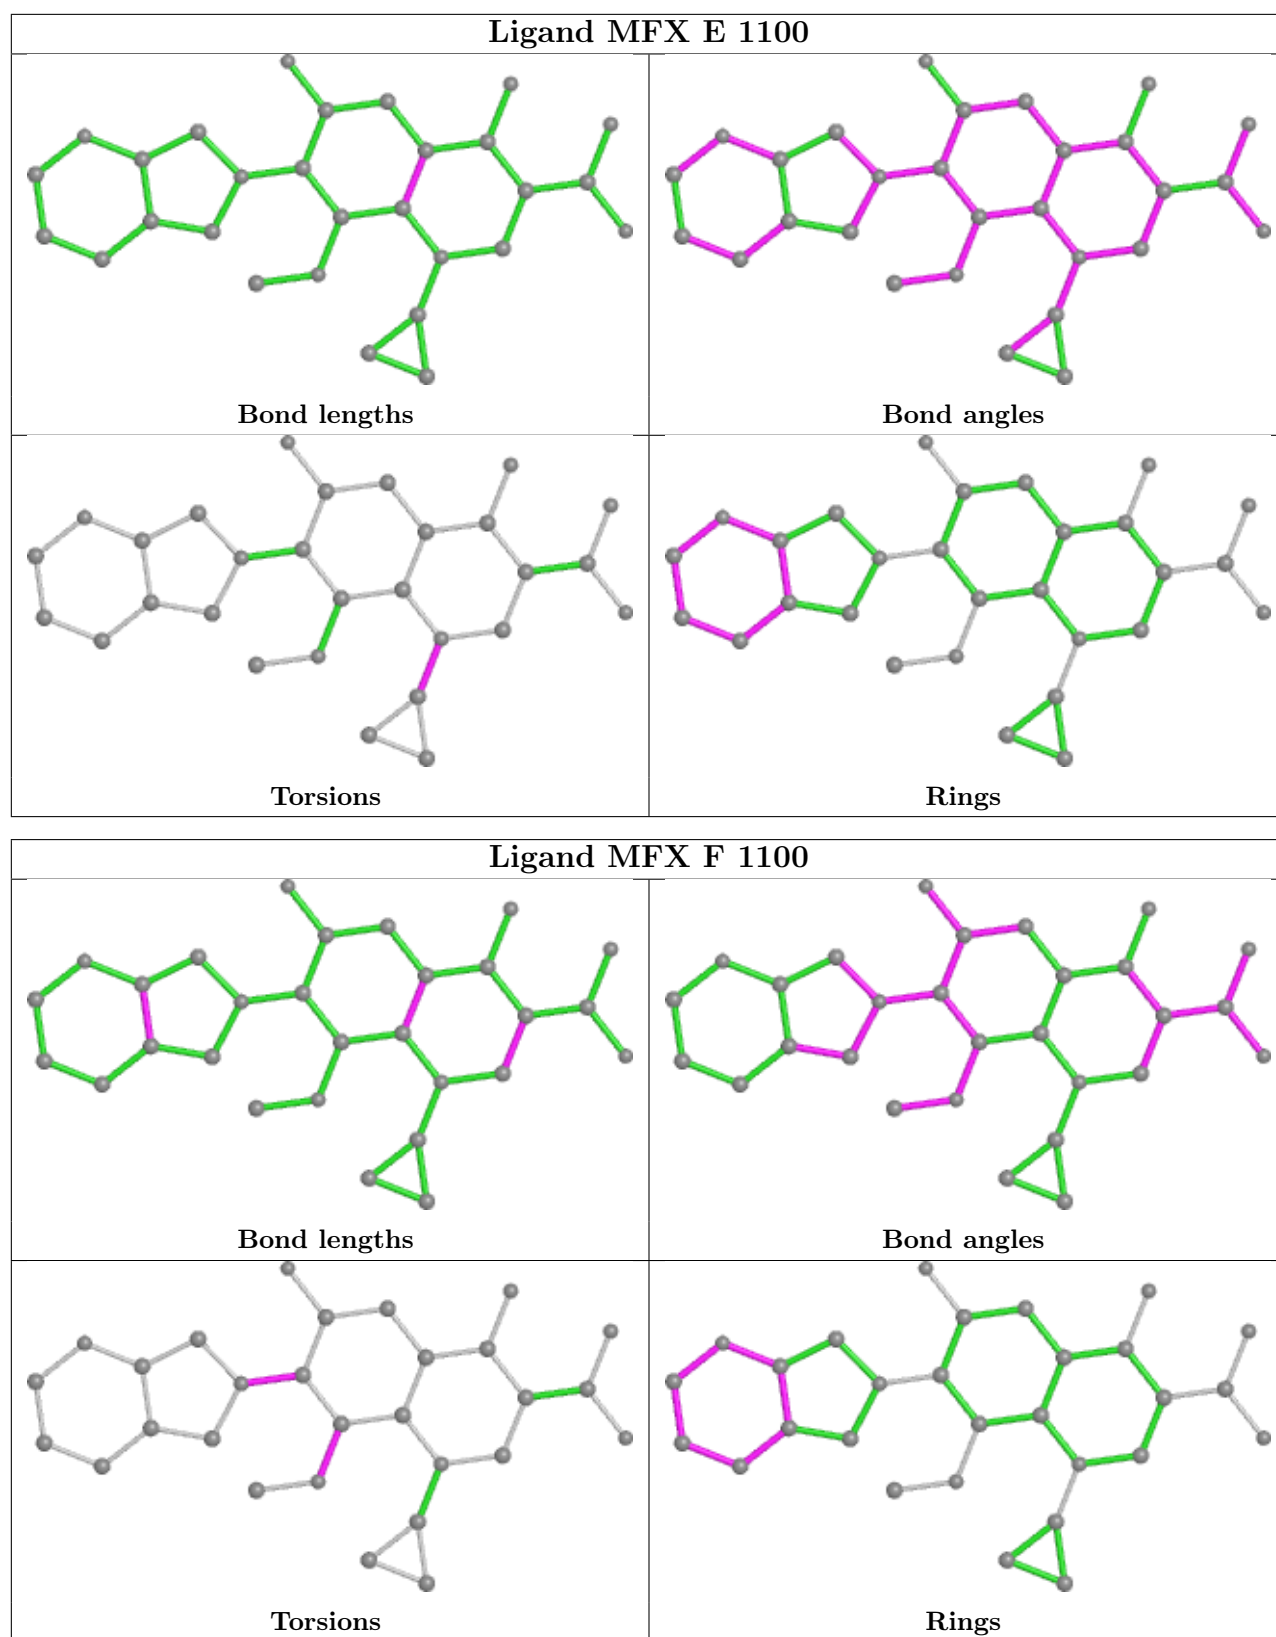 Ligand MFX E 1100
Bond lengths
Bond angles
Torsions
Rings
Ligand MFX F 1100
Bond lengths
Bond angles
Torsions
Rings